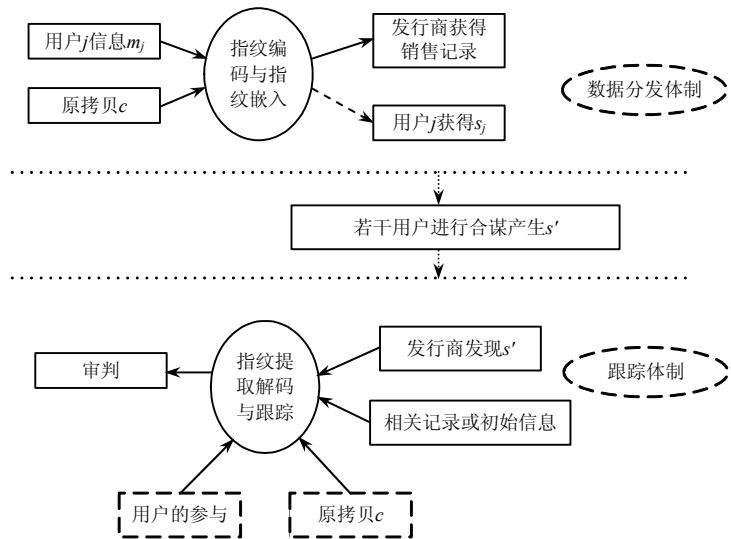 用户j信息mj
原拷贝c
指纹编
码与指
纹嵌入
发行商获得
销售记录
用户j获得sj
数据分发体制
若干用户进行合谋产生s′
审判
指纹提
取解码
与跟踪
发行商发现s′
相关记录或初始信息
跟踪体制
用户的参与
原拷贝c